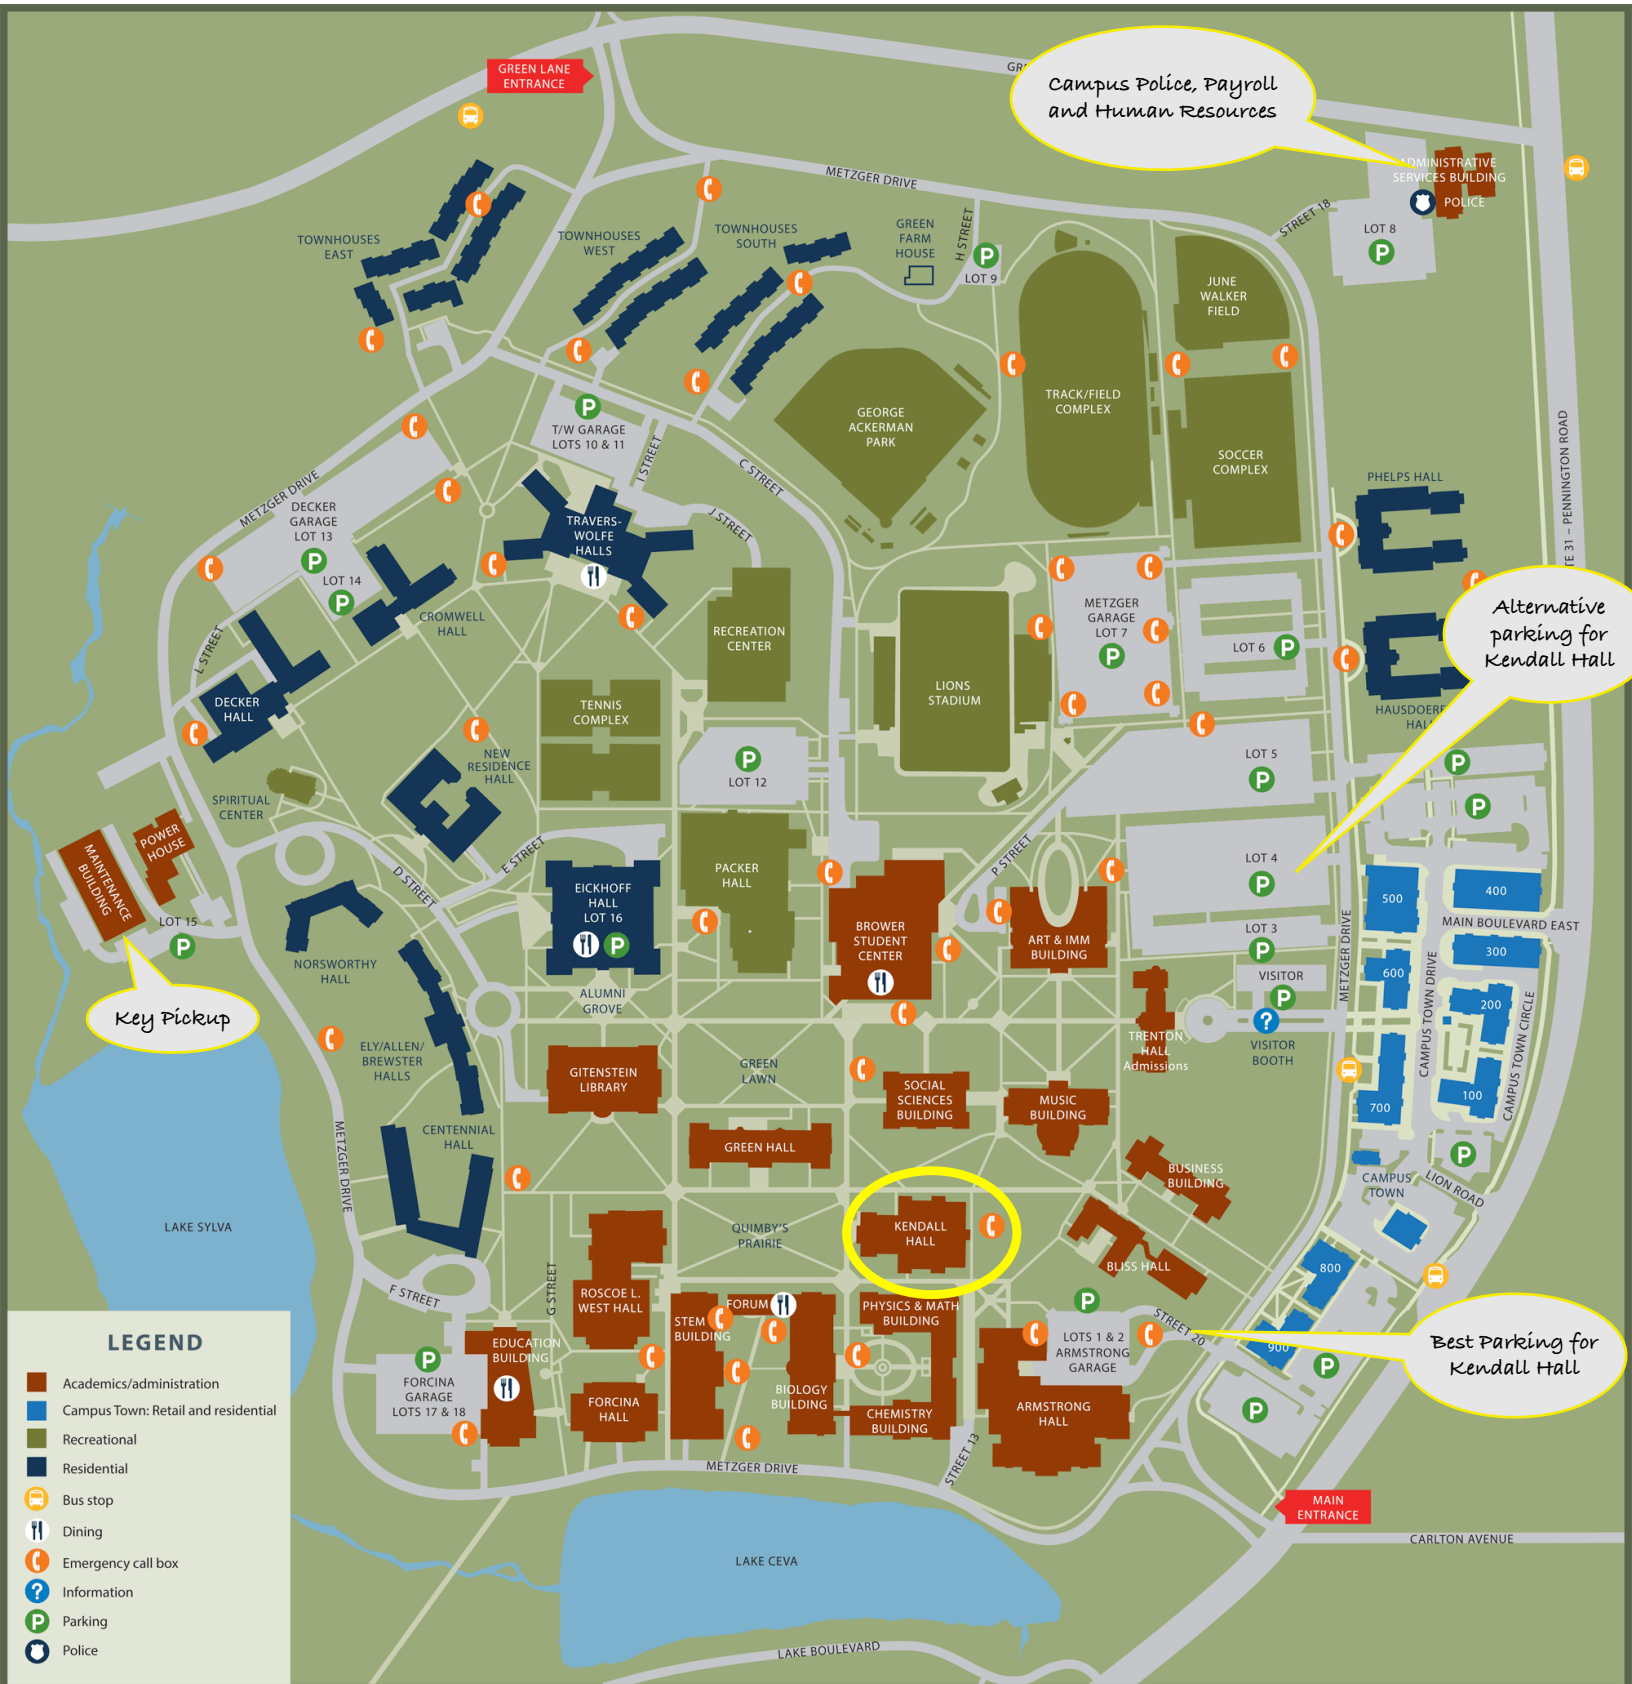 GREEN LANE
ENTRANCE
Campus Police, Payroll
and Human Resources
ADMINISTRATIVE
SERVICES BUILDING
POLICE
METZGER DRIVE
STREET 18
LOT 8
P
TOWNHOUSES
EAST
TOWNHOUSES
WEST
TOWNHOUSES
SOUTH
GREEN
FARM
HOUSE
H STREET
P
LOT 9
JUNE
WALKER
FIELD
TRACK/FIELD
COMPLEX
GEORGE
ACKERMAN
PARK
SOCCER
COMPLEX
P
T/W GARAGE
LOTS 10 & 11
I STREET
C STREET
J STREET
METZGER DRIVE
DECKER
GARAGE
LOT 13
P
LOT 14
P
TRAVERS-
WOLFE
HALLS
CROMWELL
HALL
L STREET
DECKER
HALL
RECREATION
CENTER
TENNIS
COMPLEX
LIONS
STADIUM
METZGER
GARAGE
LOT 7
P
LOT 6 P
PHELPS HALL
TE 31 – PENNINGTON ROAD
Alternative
parking for
Kendall Hall
NEW
RESIDENCE
HALL
SPIRITUAL
CENTER
P
LOT 12
LOT 5
P
P
P
POWER
HOUSE
MAINTENANCE
BUILDING
LOT 15
P
Key Pickup
D STREET
E STREET
EICKHOFF
HALL
LOT 16
P
PACKER
HALL
BROWER
STUDENT
CENTER
P STREET
ART & IMM
BUILDING
LOT 4
P
LOT 3
P
VISITOR
P
?
VISITOR
BOOTH
METZGER DRIVE
500
400
MAIN BOULEVARD EAST
300
600
200
CAMPUS TOWN DRIVE
CAMPUS TOWN CIRCLE
100
700
NORSWORTHY
HALL
ALUMNI
GROVE
ELY/ALLEN/
BREWSTER
HALLS
GITENSTEIN
LIBRARY
GREEN
LAWN
SOCIAL
SCIENCES
BUILDING
MUSIC
BUILDING
TRENTON
HALL
Admissions
CENTENNIAL
HALL
GREEN HALL
BUSINESS
BUILDING
P
CAMPUS
TOWN
LION ROAD
METZGER DRIVE
LAKE SYLVA
QUIMBY'S
PRAIRIE
KENDALL
HALL
BLISS HALL
800
900
P
P
F STREET
G STREET
ROSCOE L.
WEST HALL
STEM
BUILDING
FORUM
PHYSICS & MATH
BUILDING
P
LOTS 1 & 2
ARMSTRONG
GARAGE
STREET 20
Best Parking for
Kendall Hall
EDUCATION
BUILDING
P
FORCINA
GARAGE
LOTS 17 & 18
FORCINA
HALL
BIOLOGY
BUILDING
CHEMISTRY
BUILDING
ARMSTRONG
HALL
STREET 13
METZGER DRIVE
MAIN
ENTRANCE
CARLTON AVENUE
LAKE CEVA
LAKE BOULEVARD
LEGEND
Academics/administration
Campus Town: Retail and residential
Recreational
Residential
Bus stop
Dining
Emergency call box
? Information
P Parking
Police